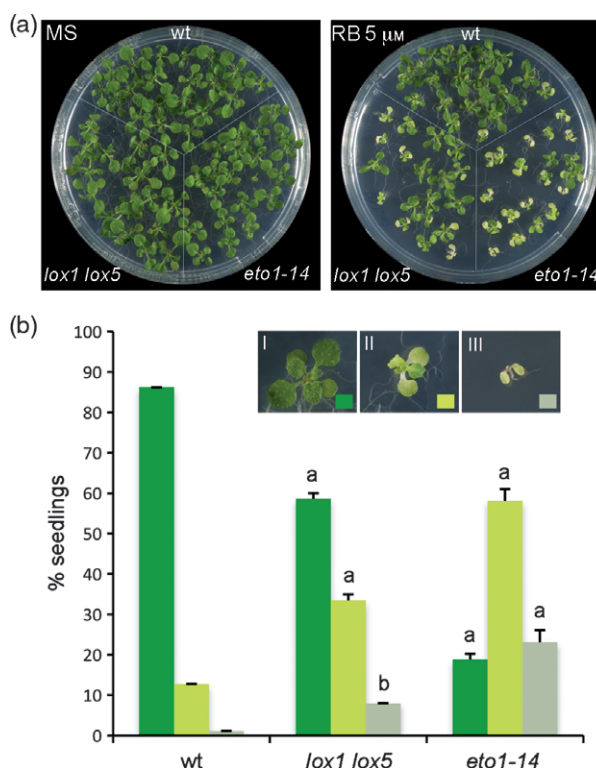 (a)
MS
wt
lox1 lox5
eto1-14
RB 5 μM
wt
lox1 lox5
eto1-14
(b)
100
90
80
70
60
50
40
30
20
10
0
% seedlings
I
II
III
a
a
b
a
a
a
wt
lox1 lox5
eto1-14